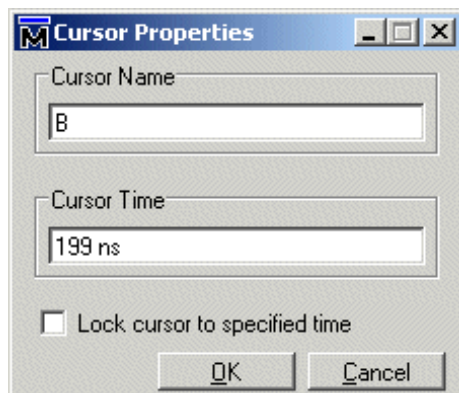 M Cursor Properties
Cursor Name
B
Cursor Time
199 ns
Lock cursor to specified time
OK Cancel